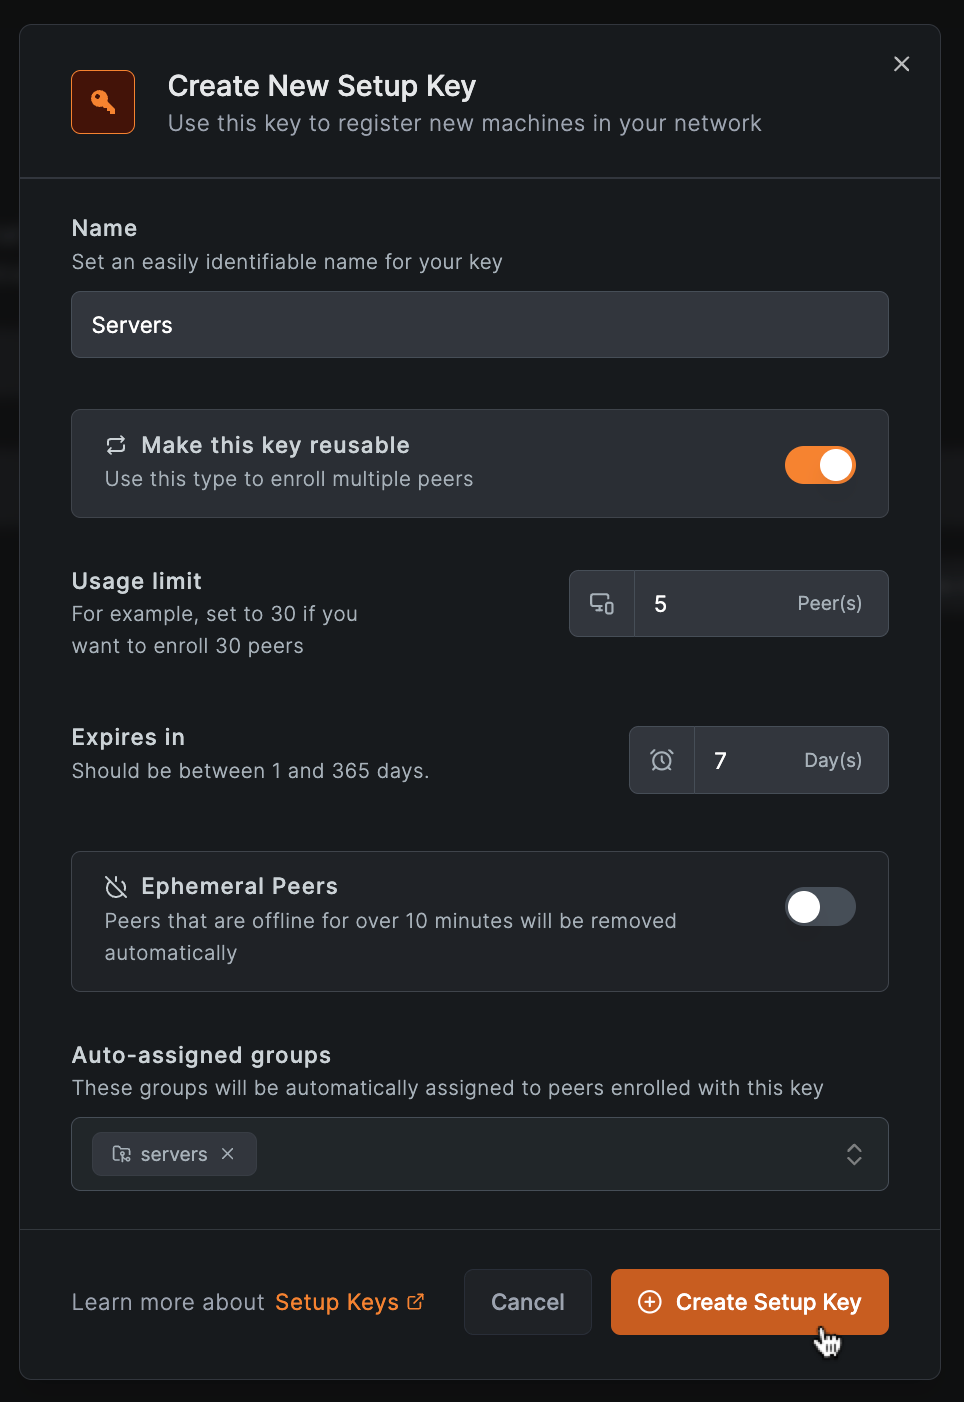 Create New Setup Key
Use this key to register new machines in your network
Name
Set an easily identifiable name for your key
Servers
Make this key reusable
Use this type to enroll multiple peers
Usage limit
For example, set to 30 if you
want to enroll 30 peers
5 Peer(s)
Expires in
Should be between 1 and 365 days.
7 Day(s)
Ephemeral Peers
Peers that are offline for over 10 minutes will be removed
automatically
Auto-assigned groups
These groups will be automatically assigned to peers enrolled with this key
servers
Learn more about Setup Keys
Cancel
Create Setup Key